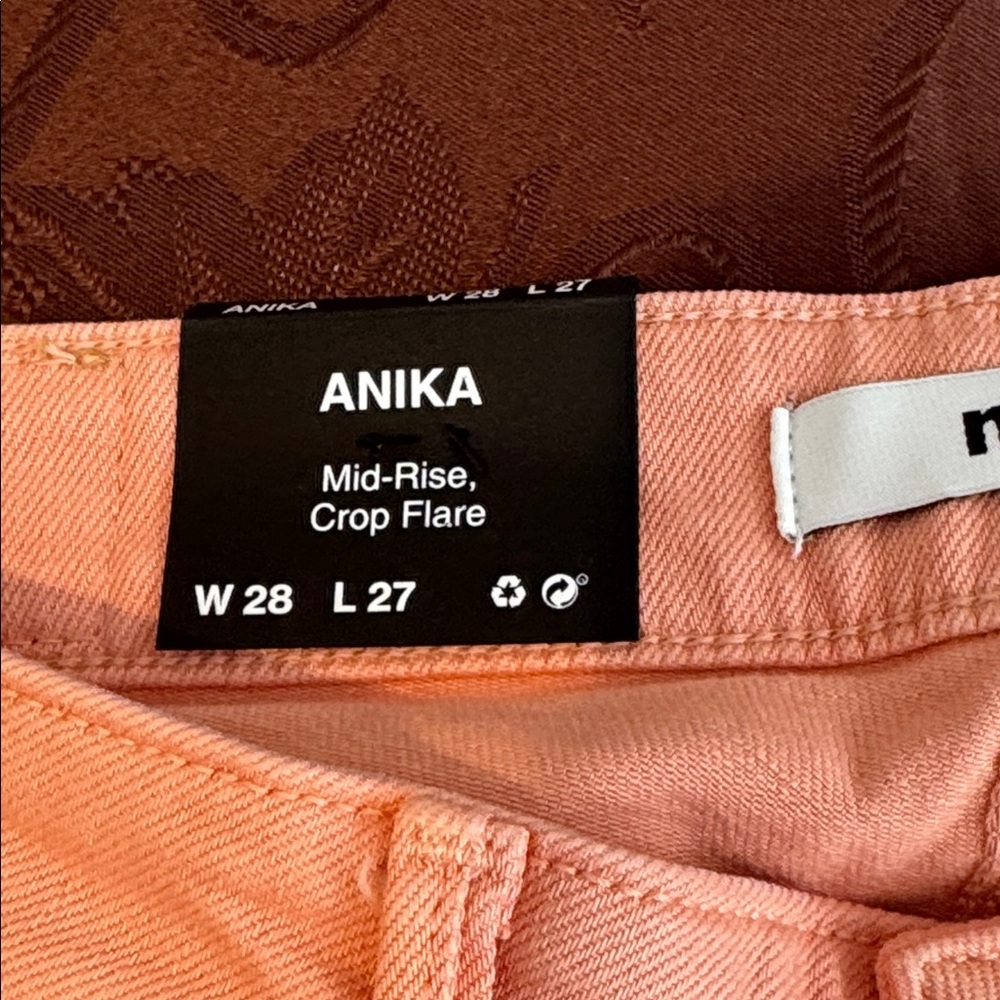 ANIKA W 28 L 27
ANIKA
Mid-Rise,
Crop Flare
W 28 L 27